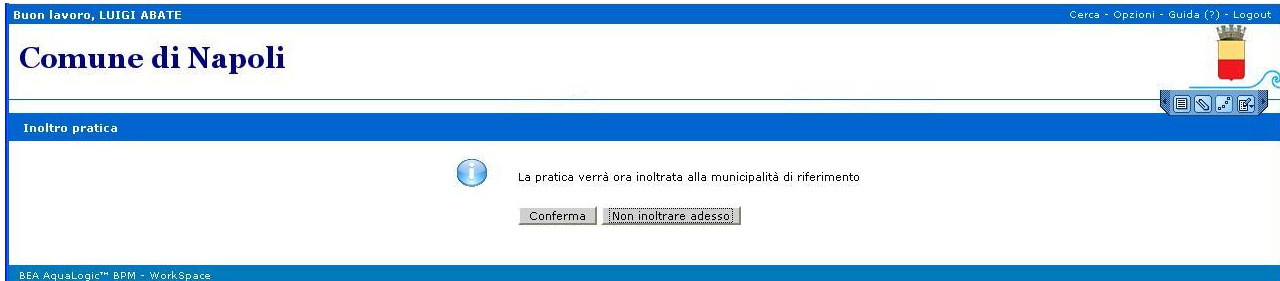 Buon lavoro, LUIGI ABATE
Cerca - Opzioni - Guida (?) - Logout
Comune di Napoli
Inoltro pratica
La pratica verrà ora inoltrata alla municipalità di riferimento
Conferma Non inoltrare adesso
BEA AquaLogic™ BPM - WorkSpace